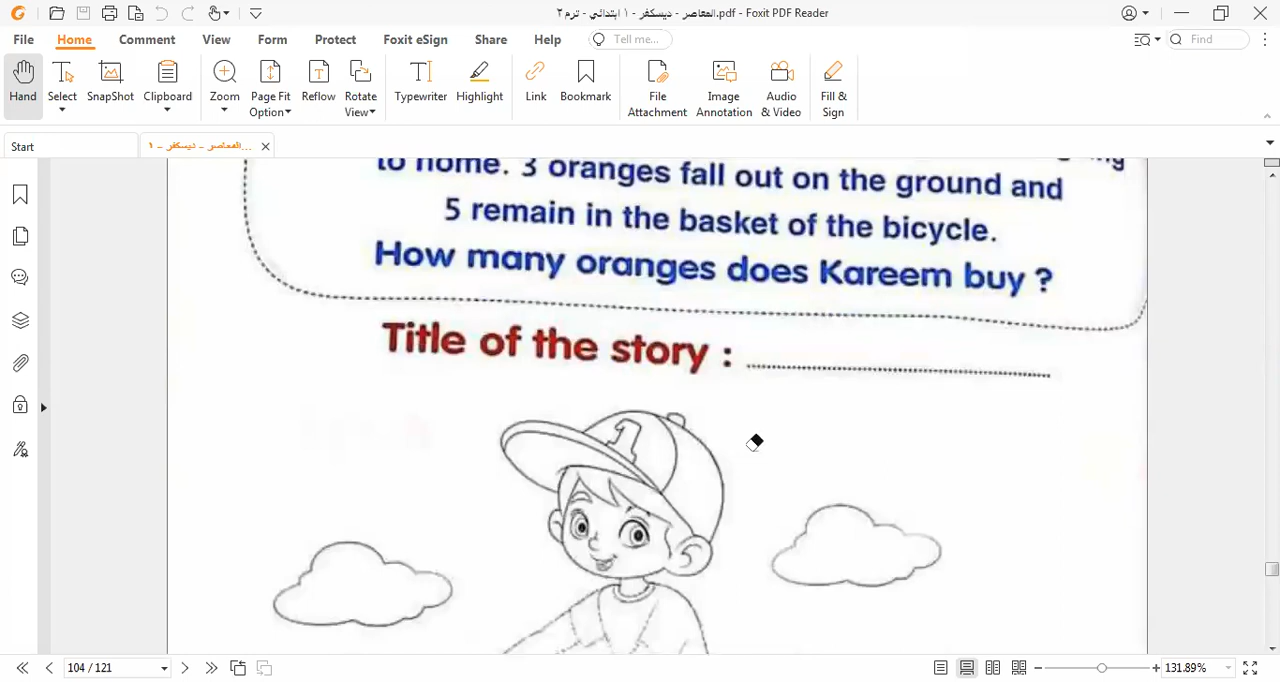 المعاصر - ديسكفر - ١ ابتدائي - ترم٢.pdf - Foxit PDF Reader
File Home Comment View Form Protect Foxit eSign Share Help Tell me... Find
Hand Select SnapShot Clipboard Zoom Page Fit Option Reflow Rotate View Typewriter Highlight Link Bookmark File Attachment Image Annotation Audio & Video Fill & Sign
Start المعاصر - ديسكفر - ١...
to home. 3 oranges fall out on the ground and
5 remain in the basket of the bicycle.
How many oranges does Kareem buy ?
Title of the story :
1
104 / 121 131.89%